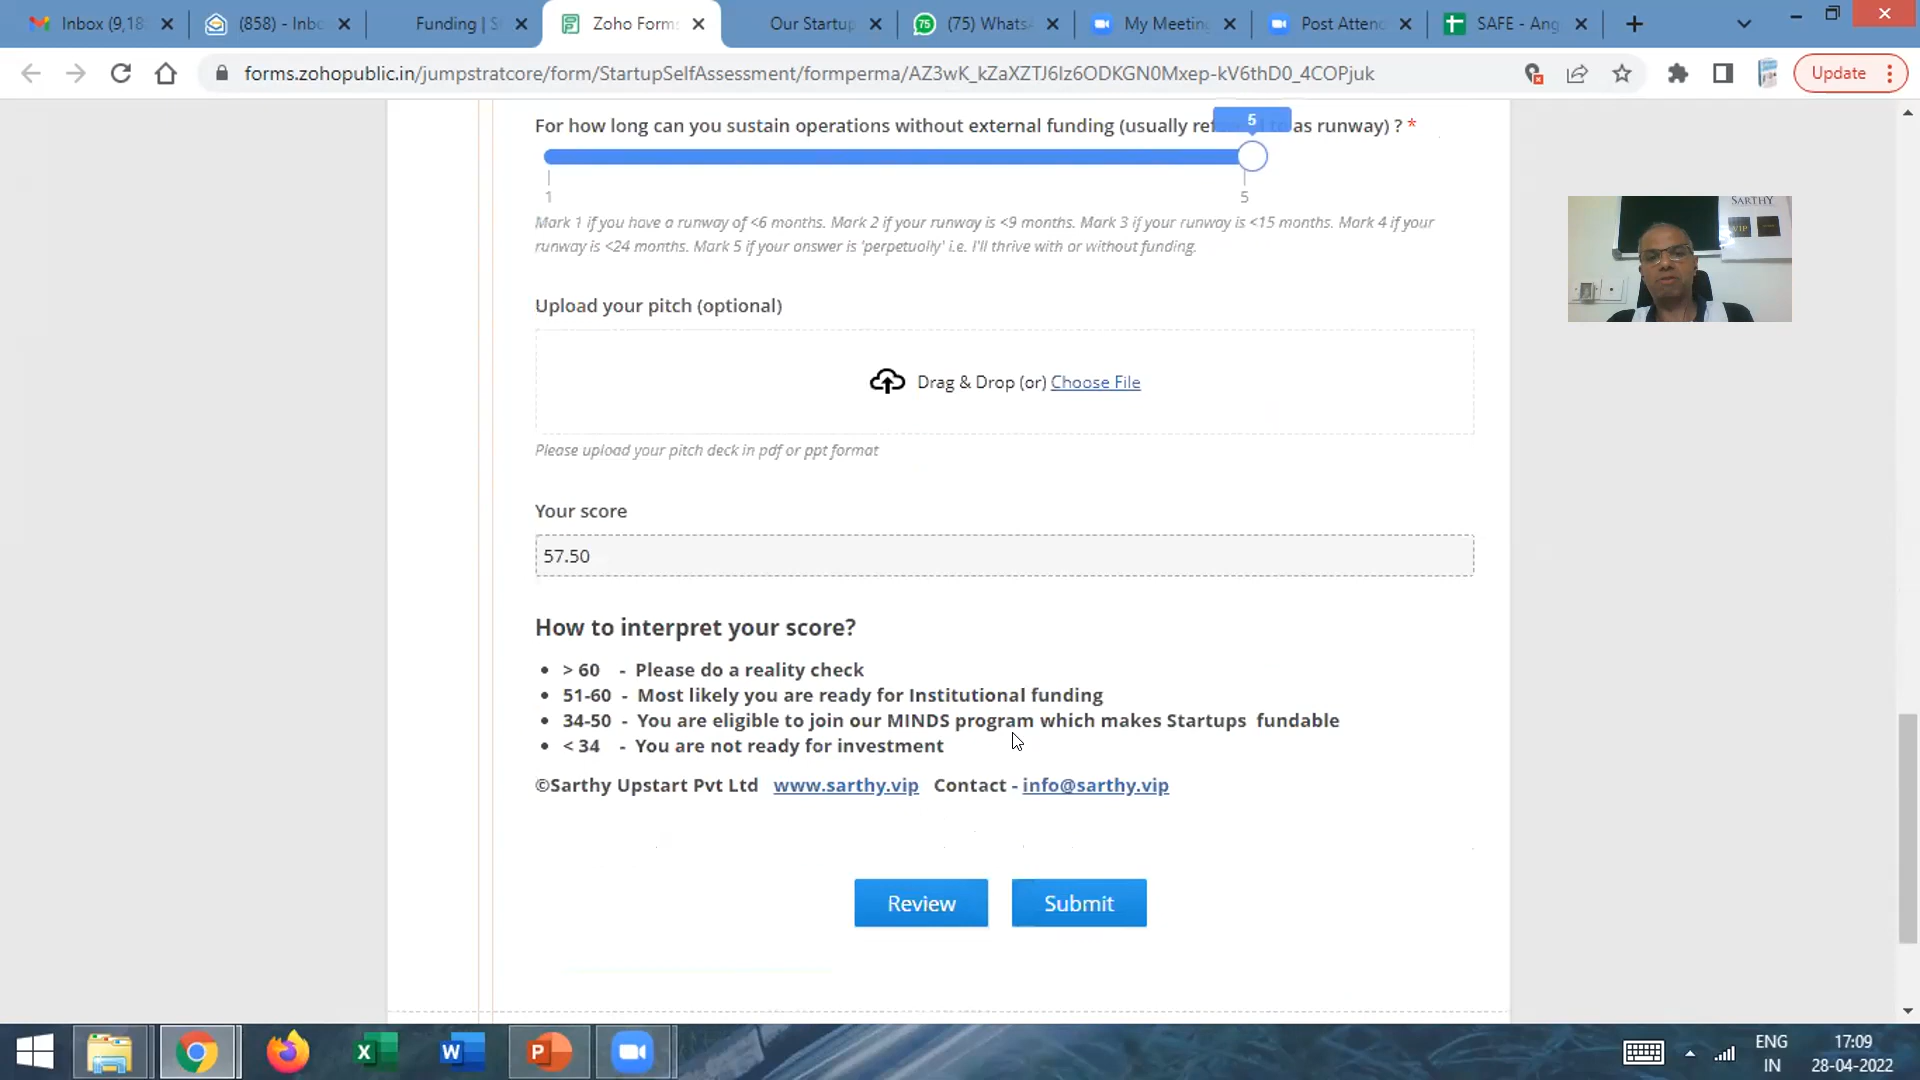 Inbox (9,18
(858) - Inbc
Funding | S
Zoho Forms
Our Startup
(75) Whats
My Meetin
Post Attend
SAFE - Ang
forms.zohopublic.in/jumpstratcore/form/StartupSelfAssessment/formperma/AZ3wK_kZaXZTJ6Iz6ODKGN0Mxep-kV6thD0_4COPjuk
Update
5
For how long can you sustain operations without external funding (usually to as runway) ? *
1
5
Mark 1 if you have a runway of <6 months. Mark 2 if your runway is <9 months. Mark 3 if your runway is <15 months. Mark 4 if your
runway is <24 months. Mark 5 if your answer is 'perpetually' i.e. I'll thrive with or without funding.
SARTHY
VIP
Upload your pitch (optional)
Drag & Drop (or) Choose File
Please upload your pitch deck in pdf or ppt format
Your score
57.50
How to interpret your score?
• > 60 - Please do a reality check
• 51-60 - Most likely you are ready for Institutional funding
• 34-50 - You are eligible to join our MINDS program which makes Startups fundable
• < 34 - You are not ready for investment
©Sarthy Upstart Pvt Ltd www.sarthy.vip Contact - info@sarthy.vip
Review
Submit
ENG
IN
17:09
28-04-2022